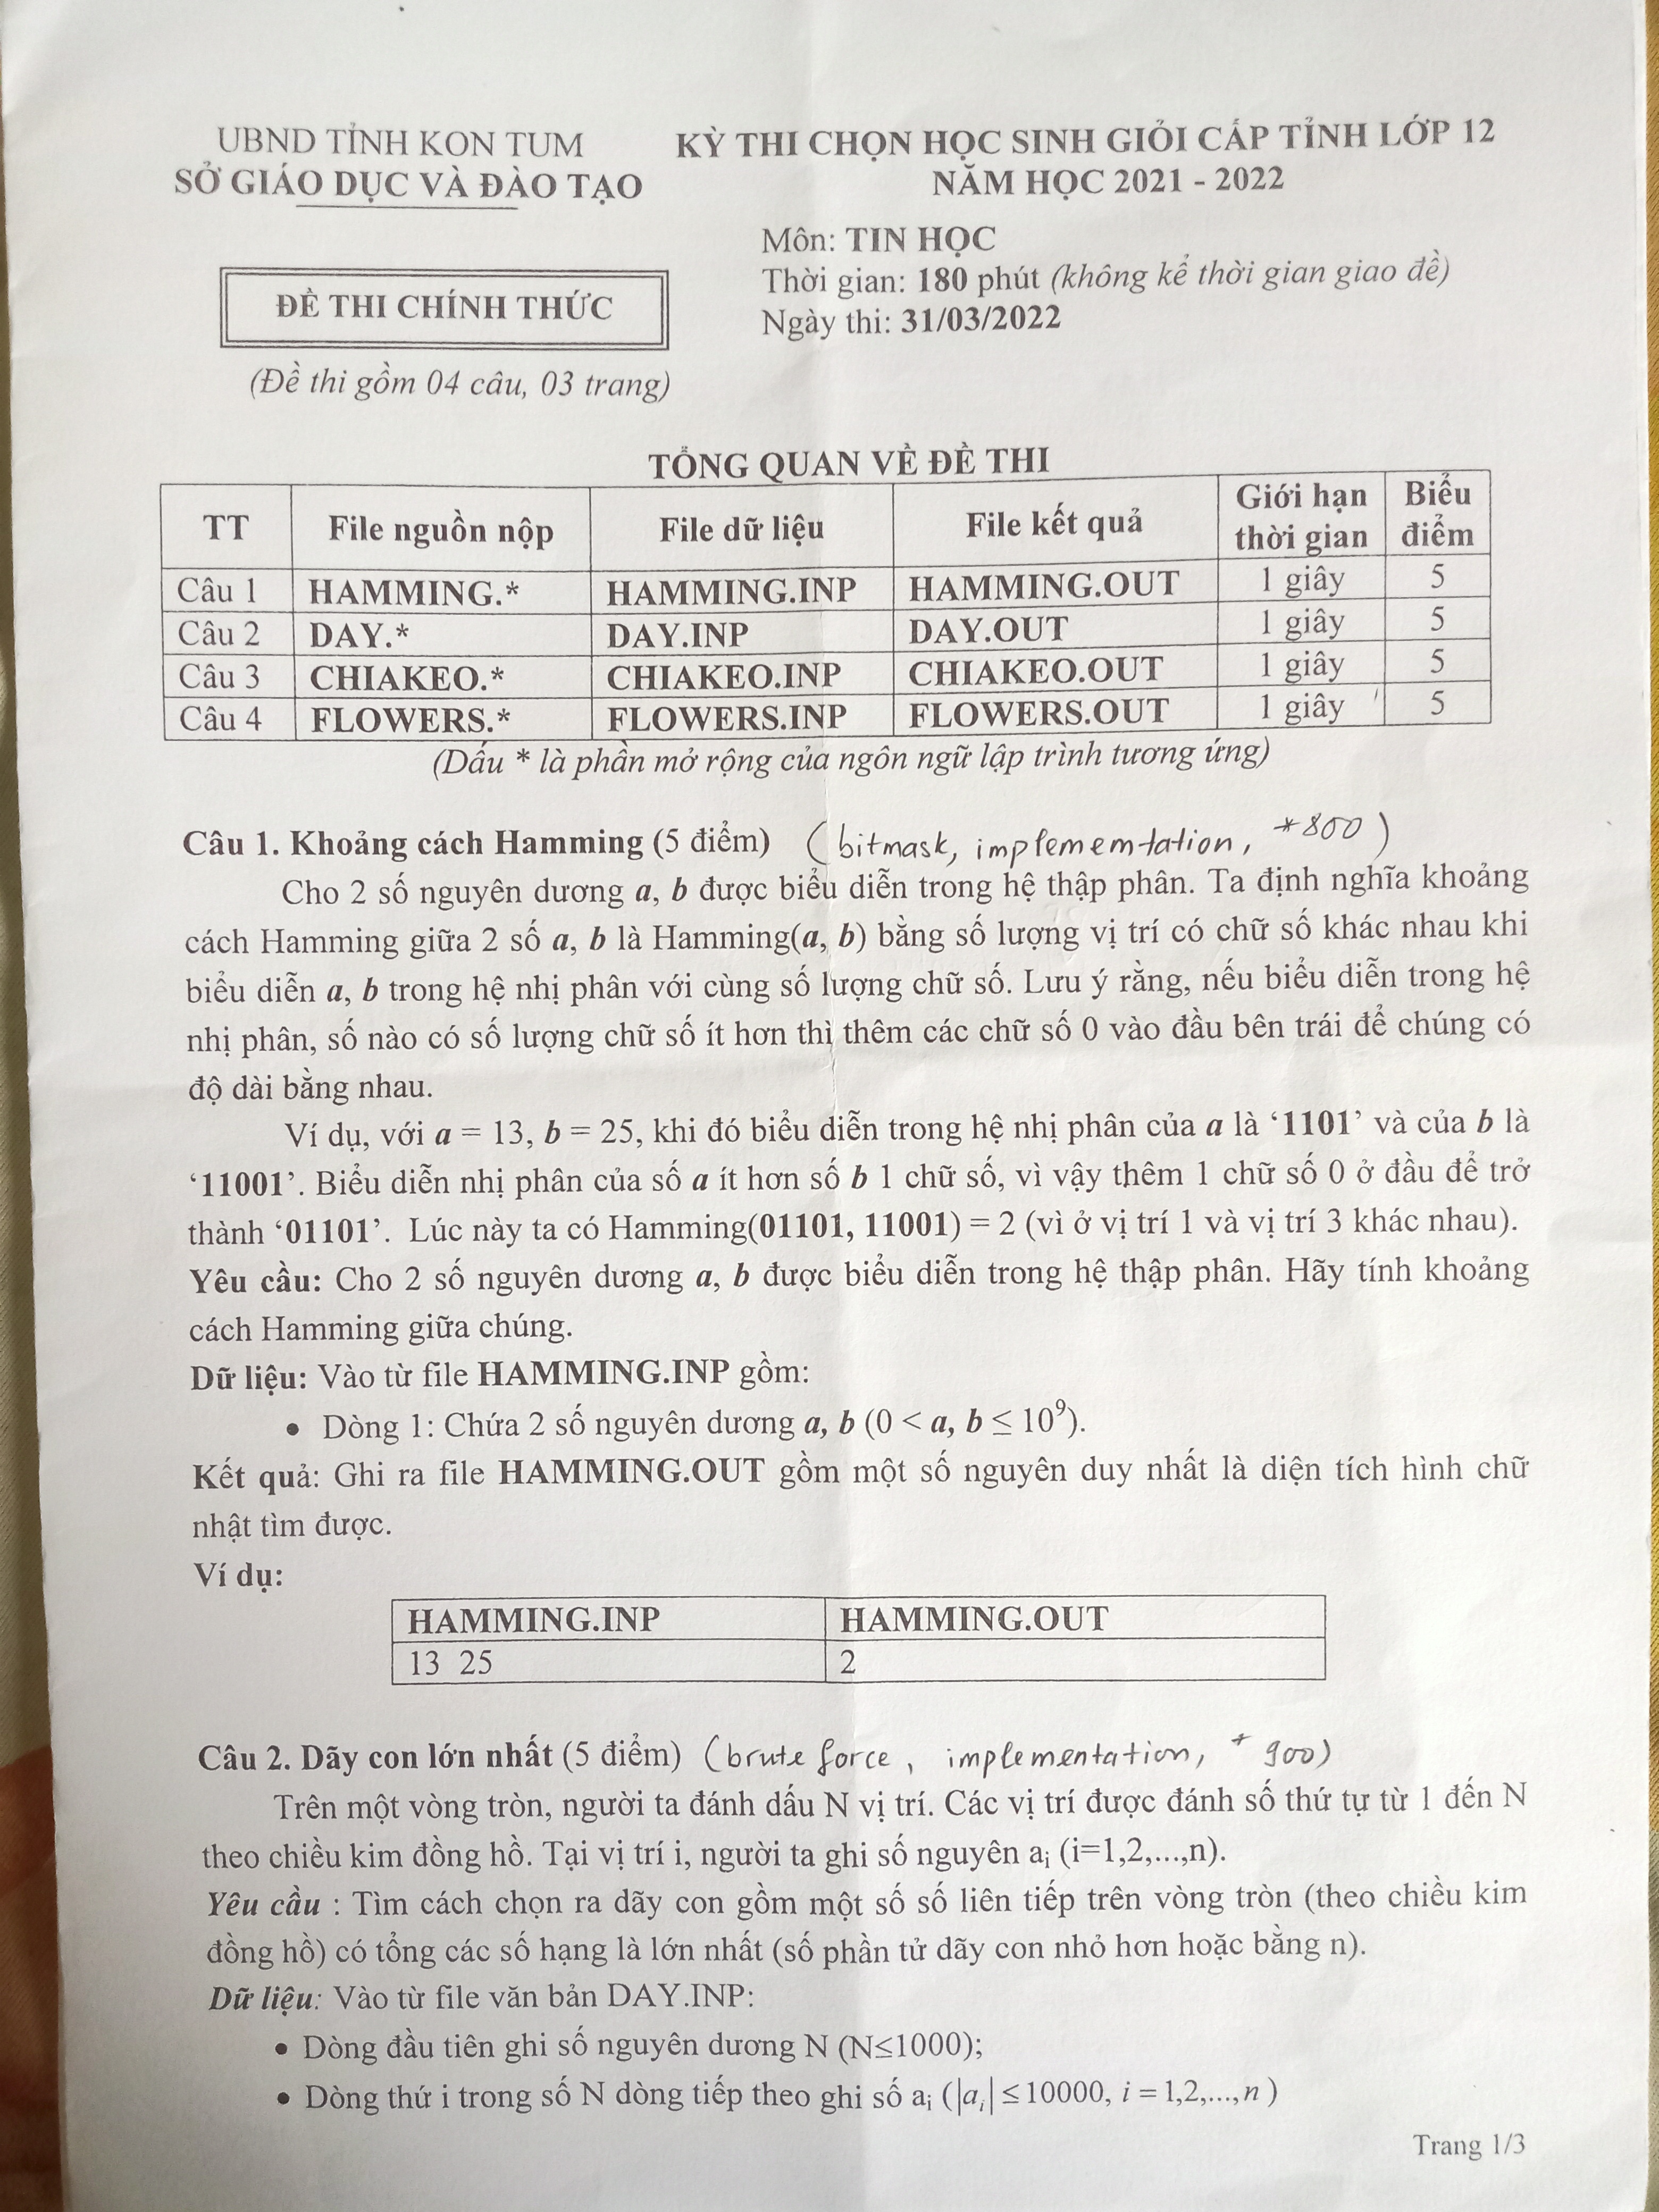 UBND TỈNH KON TUM
SỞ GIÁO DỤC VÀ ĐÀO TẠO
KỲ THI CHỌN HỌC SINH GIỎI CẤP TỈNH LỚP 12
NĂM HỌC 2021 - 2022
Môn: TIN HỌC
Thời gian: 180 phút (không kể thời gian giao đề)
Ngày thi: 31/03/2022
ĐỀ THI CHÍNH THỨC
(Đề thi gồm 04 câu, 03 trang)
TỔNG QUAN VỀ ĐỀ THI
TT File nguồn nộp File dữ liệu File kết quả Giới hạn thời gian Biểu điểm
Câu 1 HAMMING.* HAMMING.INP HAMMING.OUT 1 giây 5
Câu 2 DAY.* DAY.INP DAY.OUT 1 giây 5
Câu 3 CHIAKEO.* CHIAKEO.INP CHIAKEO.OUT 1 giây 5
Câu 4 FLOWERS.* FLOWERS.INP FLOWERS.OUT 1 giây 5
(Dấu * là phần mở rộng của ngôn ngữ lập trình tương ứng)
Câu 1. Khoảng cách Hamming (5 điểm) (bitmask, implememtation, *800)
Cho 2 số nguyên dương a, b được biểu diễn trong hệ thập phân. Ta định nghĩa khoảng
cách Hamming giữa 2 số a, b là Hamming(a, b) bằng số lượng vị trí có chữ số khác nhau khi
biểu diễn a, b trong hệ nhị phân với cùng số lượng chữ số. Lưu ý rằng, nếu biểu diễn trong hệ
nhị phân, số nào có số lượng chữ số ít hơn thì thêm các chữ số 0 vào đầu bên trái để chúng có
độ dài bằng nhau.
Ví dụ, với a = 13, b = 25, khi đó biểu diễn trong hệ nhị phân của a là ‘1101’ và của b là
‘11001’. Biểu diễn nhị phân của số a ít hơn số b 1 chữ số, vì vậy thêm 1 chữ số 0 ở đầu để trở
thành ‘01101’. Lúc này ta có Hamming(01101, 11001) = 2 (vì ở vị trí 1 và vị trí 3 khác nhau).
Yêu cầu: Cho 2 số nguyên dương a, b được biểu diễn trong hệ thập phân. Hãy tính khoảng
cách Hamming giữa chúng.
Dữ liệu: Vào từ file HAMMING.INP gồm:
• Dòng 1: Chứa 2 số nguyên dương a, b (0 < a, b ≤ 10⁹).
Kết quả: Ghi ra file HAMMING.OUT gồm một số nguyên duy nhất là diện tích hình chữ
nhật tìm được.
Ví dụ:
HAMMING.INP HAMMING.OUT
13 25 2
Câu 2. Dãy con lớn nhất (5 điểm) (brute force, implementation, *900)
Trên một vòng tròn, người ta đánh dấu N vị trí. Các vị trí được đánh số thứ tự từ 1 đến N
theo chiều kim đồng hồ. Tại vị trí i, người ta ghi số nguyên aᵢ (i=1,2,...,n).
Yêu cầu : Tìm cách chọn ra dãy con gồm một số số liên tiếp trên vòng tròn (theo chiều kim
đồng hồ) có tổng các số hạng là lớn nhất (số phần tử dãy con nhỏ hơn hoặc bằng n).
Dữ liệu: Vào từ file văn bản DAY.INP:
• Dòng đầu tiên ghi số nguyên dương N (N≤1000);
• Dòng thứ i trong số N dòng tiếp theo ghi số aᵢ (|aᵢ| ≤ 10000, i = 1,2,...,n )
Trang 1/3